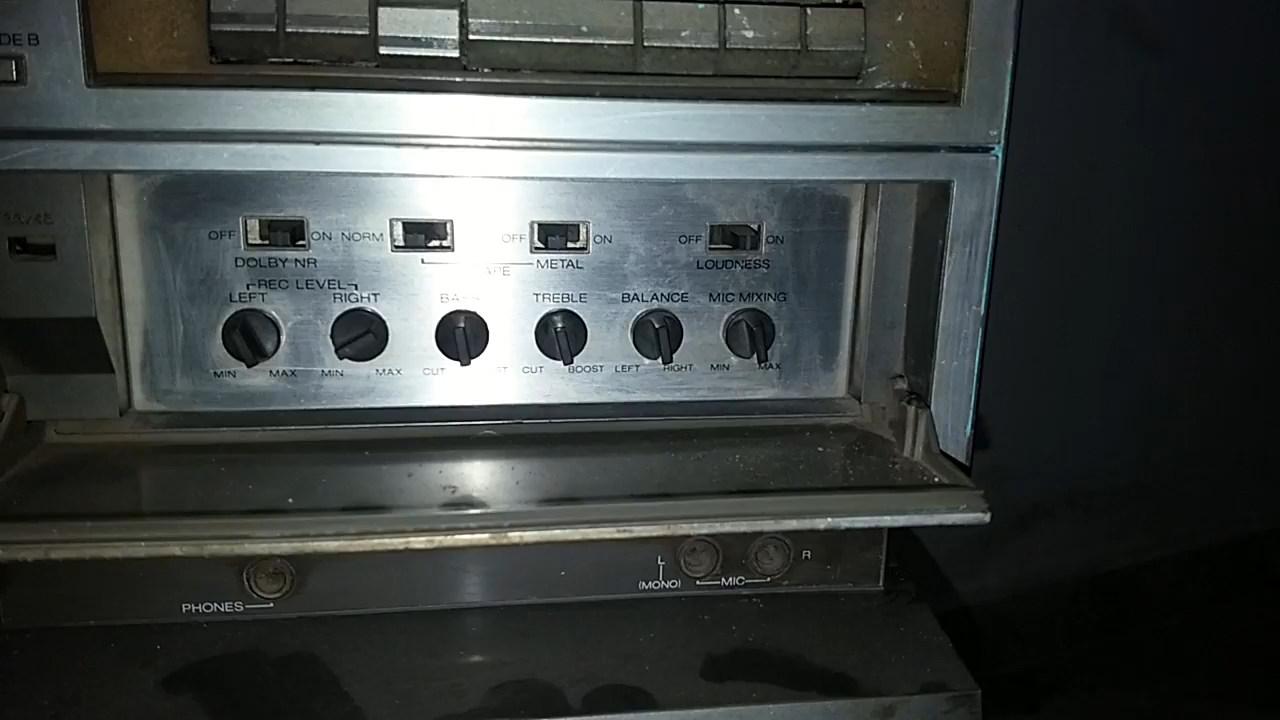 DE B
OFF ON NORM OFF ON OFF ON
DOLBY NR METAL LOUDNESS
REC LEVEL
LEFT RIGHT TREBLE BALANCE MIC MIXING
MIN MAX MIN MAX CUT CUT BOOST LEFT RIGHT MIN MAX
L R
(MONO) MIC
PHONES